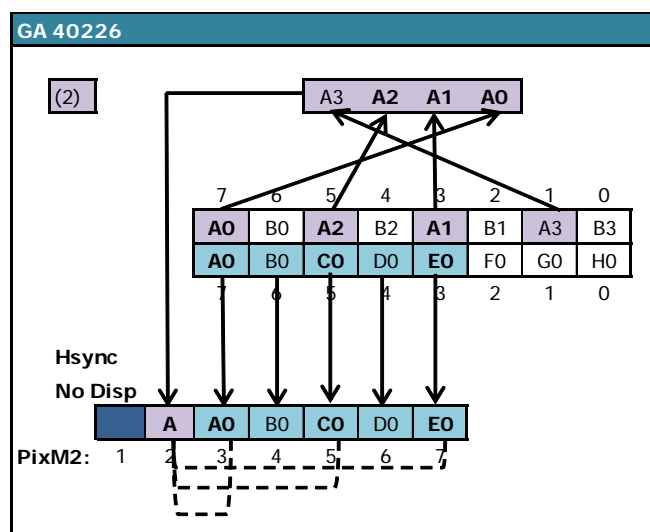 GA 40226
(2) A3 A2 A1 A0
7 6 5 4 3 2 1 0
A0 B0 A2 B2 A1 B1 A3 B3
A0 B0 C0 D0 E0 F0 G0 H0
7 6 5 4 3 2 1 0
Hsync
No Disp
A A0 B0 C0 D0 E0
PixM2: 1 2 3 4 5 6 7